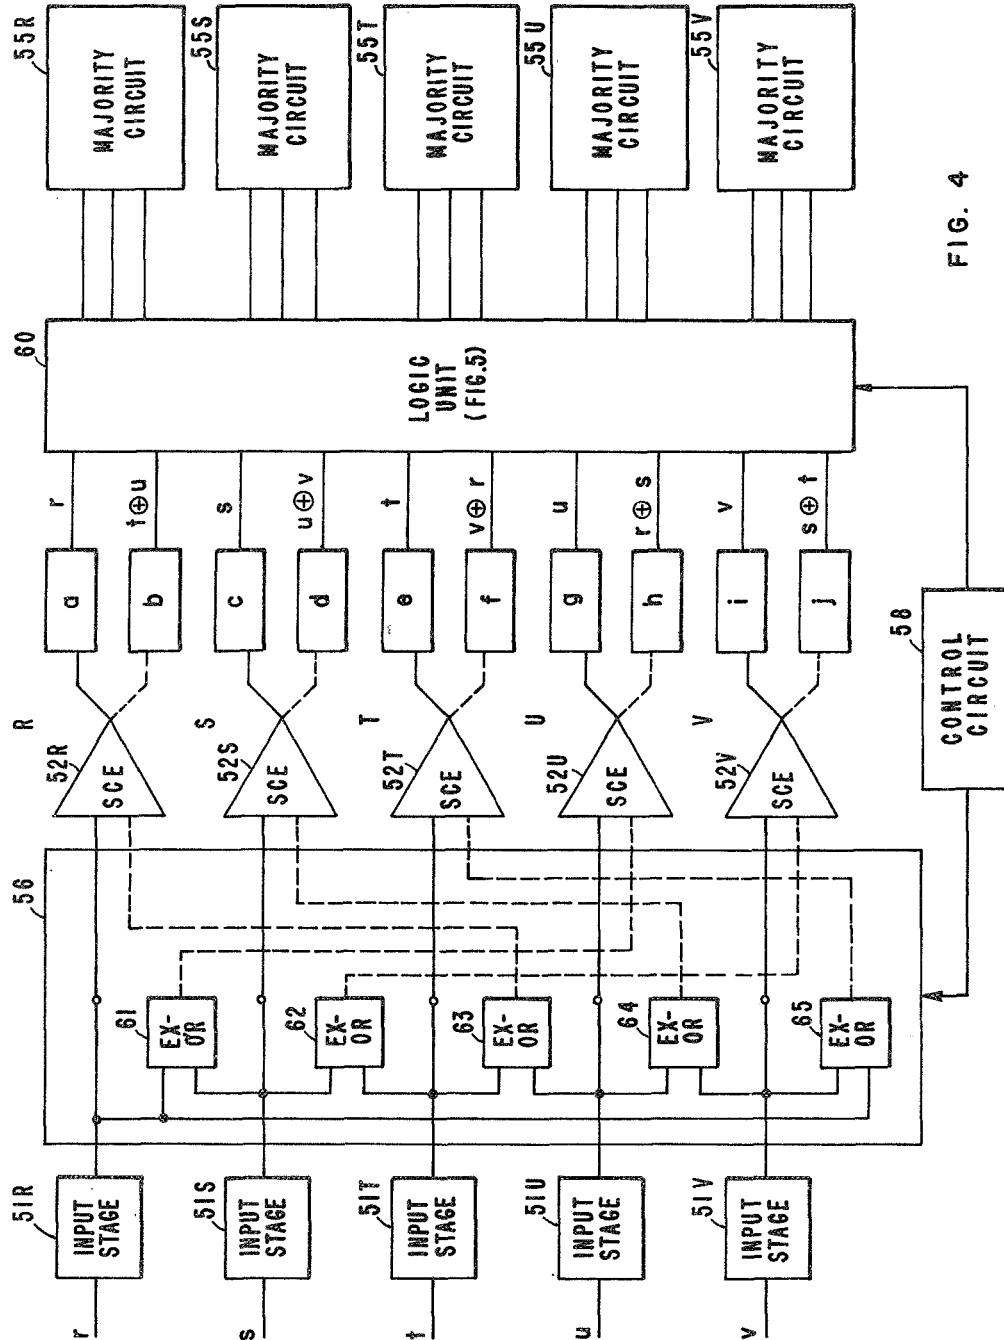 r
s
t
u
v
51R
INPUT
STAGE
51S
INPUT
STAGE
51T
INPUT
STAGE
51U
INPUT
STAGE
51V
INPUT
STAGE
56
61
EX-
OR
62
EX-
OR
63
EX-
OR
64
EX-
OR
65
EX-
OR
R
52R
SCE
S
52S
SCE
T
52T
SCE
U
52U
SCE
V
52V
SCE
a
b
c
d
e
f
g
h
i
j
r
t⊕u
s
u⊕v
t
v⊕r
u
r⊕s
v
s⊕t
60
LOGIC
UNIT
(FIG.5)
55R
MAJORITY
CIRCUIT
55S
MAJORITY
CIRCUIT
55T
MAJORITY
CIRCUIT
55U
MAJORITY
CIRCUIT
55V
MAJORITY
CIRCUIT
58
CONTROL
CIRCUIT
FIG. 4